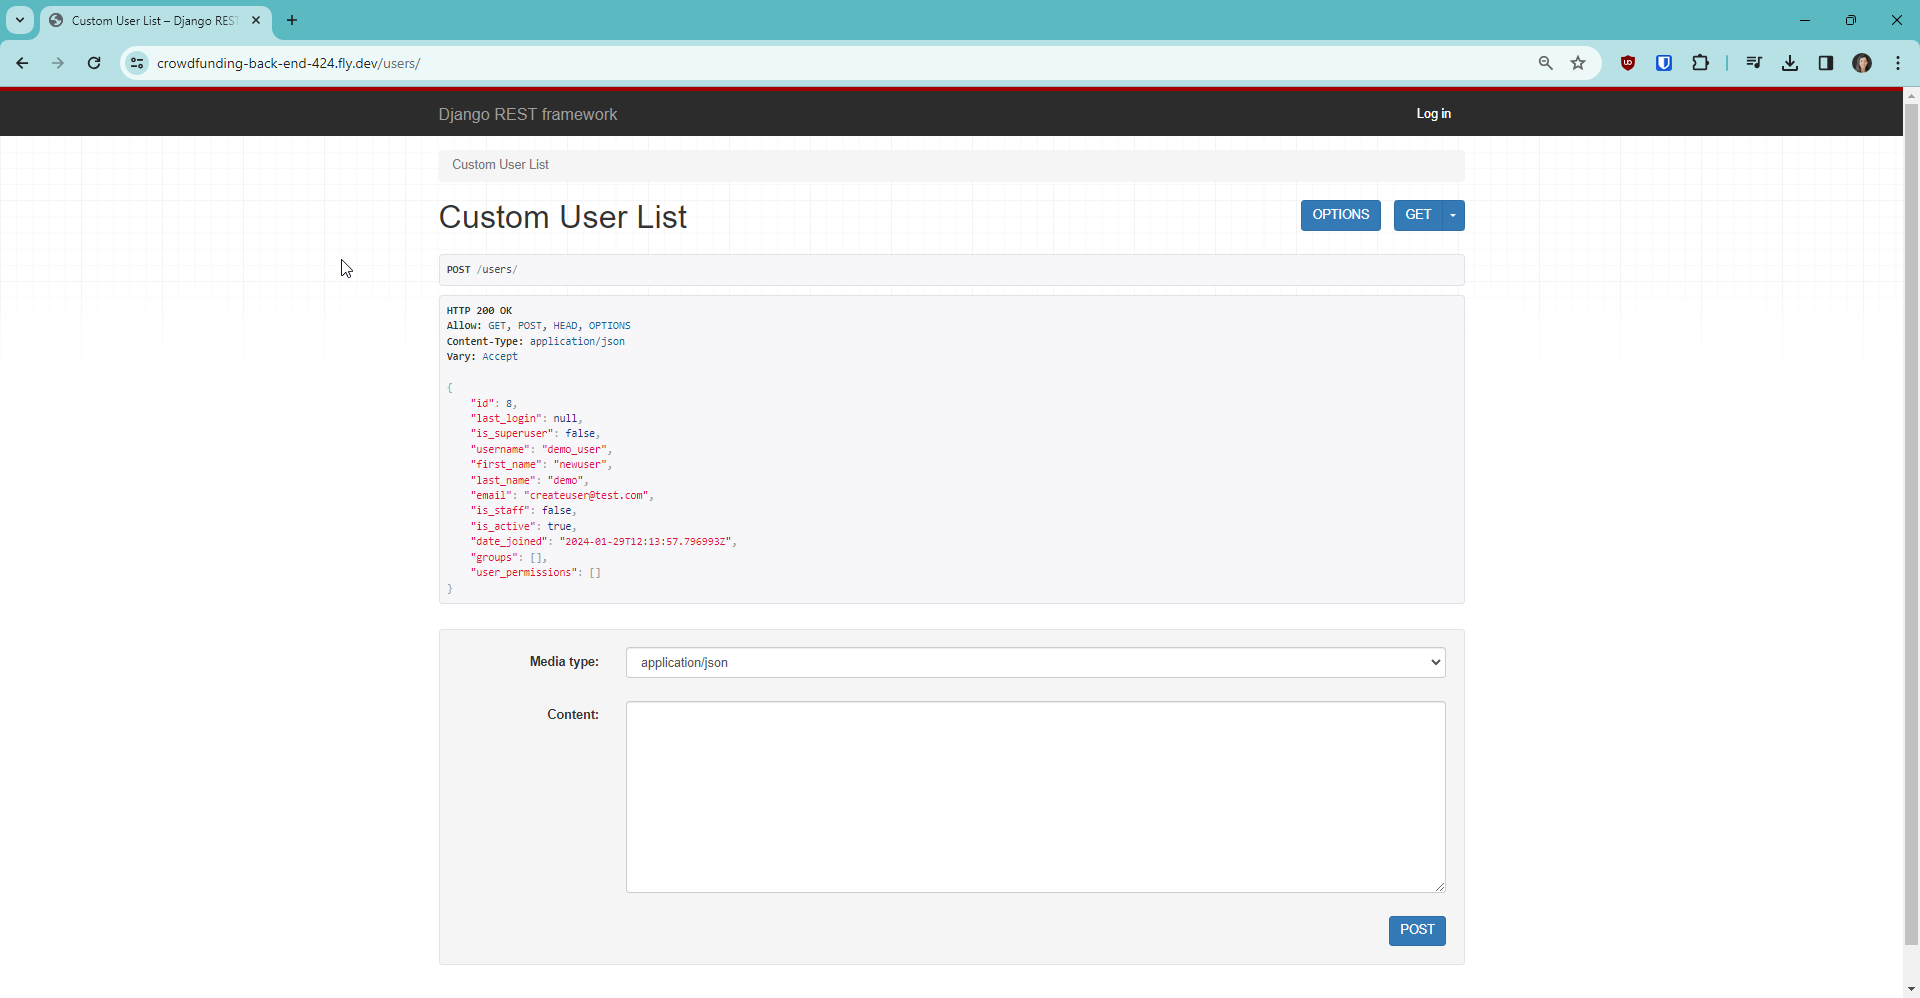 Custom User List – Django RES
crowdfunding-back-end-424.fly.dev/users/
Django REST framework
Log in
Custom User List
Custom User List
OPTIONS
GET
POST /users/
HTTP 200 OK
Allow: GET, POST, HEAD, OPTIONS
Content-Type: application/json
Vary: Accept
{
    "id": 8,
    "last_login": null,
    "is_superuser": false,
    "username": "demo_user",
    "first_name": "newuser",
    "last_name": "demo",
    "email": "createuser@test.com",
    "is_staff": false,
    "is_active": true,
    "date_joined": "2024-01-29T12:13:57.796993Z",
    "groups": [],
    "user_permissions": []
}
Media type:
application/json
Content:
POST